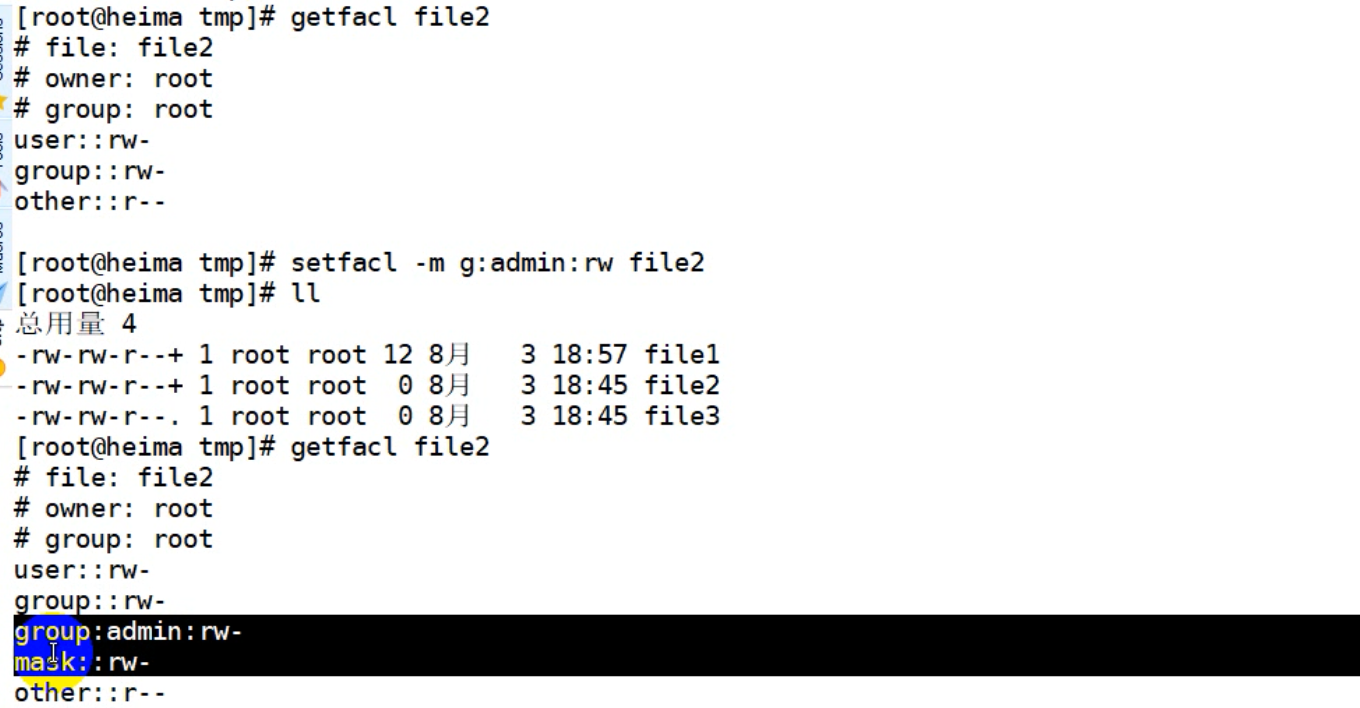 [root@heima tmp]# getfacl file2
# file: file2
# owner: root
# group: root
user::rw-
group::rw-
other::r--
[root@heima tmp]# setfacl -m g:admin:rw file2
[root@heima tmp]# ll
总用量 4
-rw-rw-r--+ 1 root root 12 8月   3 18:57 file1
-rw-rw-r--+ 1 root root  0 8月   3 18:45 file2
-rw-rw-r--. 1 root root  0 8月   3 18:45 file3
[root@heima tmp]# getfacl file2
# file: file2
# owner: root
# group: root
user::rw-
group::rw-
group:admin:rw-
mask::rw-
other::r--